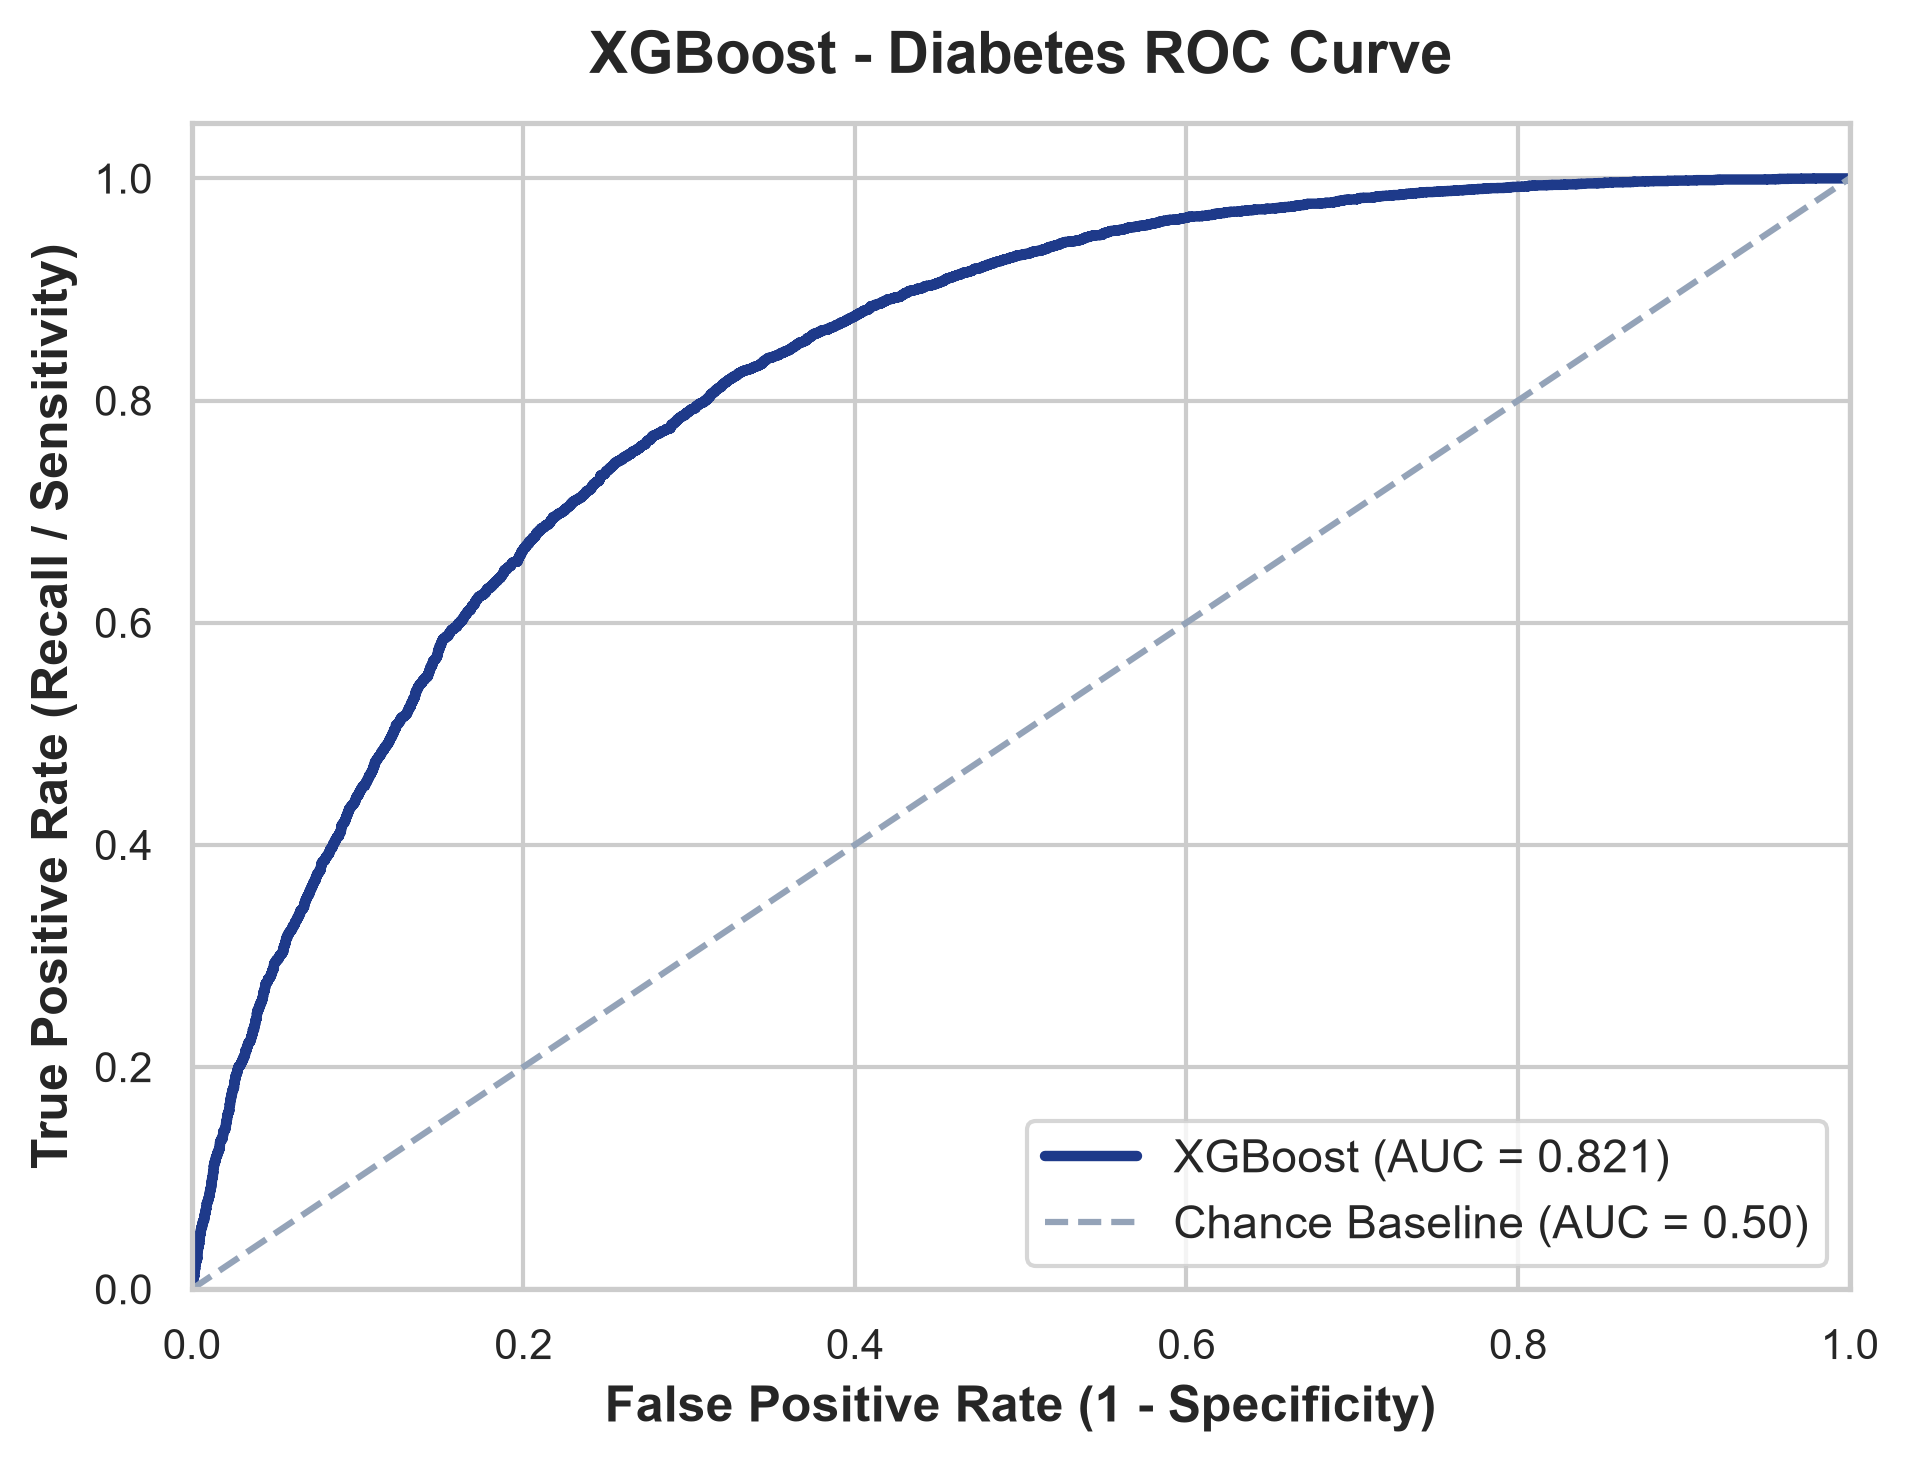 XGBoost - Diabetes ROC Curve
True Positive Rate (Recall / Sensitivity)
1.0
0.8
0.6
0.4
0.2
0.0
XGBoost (AUC = 0.821)
Chance Baseline (AUC = 0.50)
0.0 0.2 0.4 0.6 0.8 1.0
False Positive Rate (1 - Specificity)